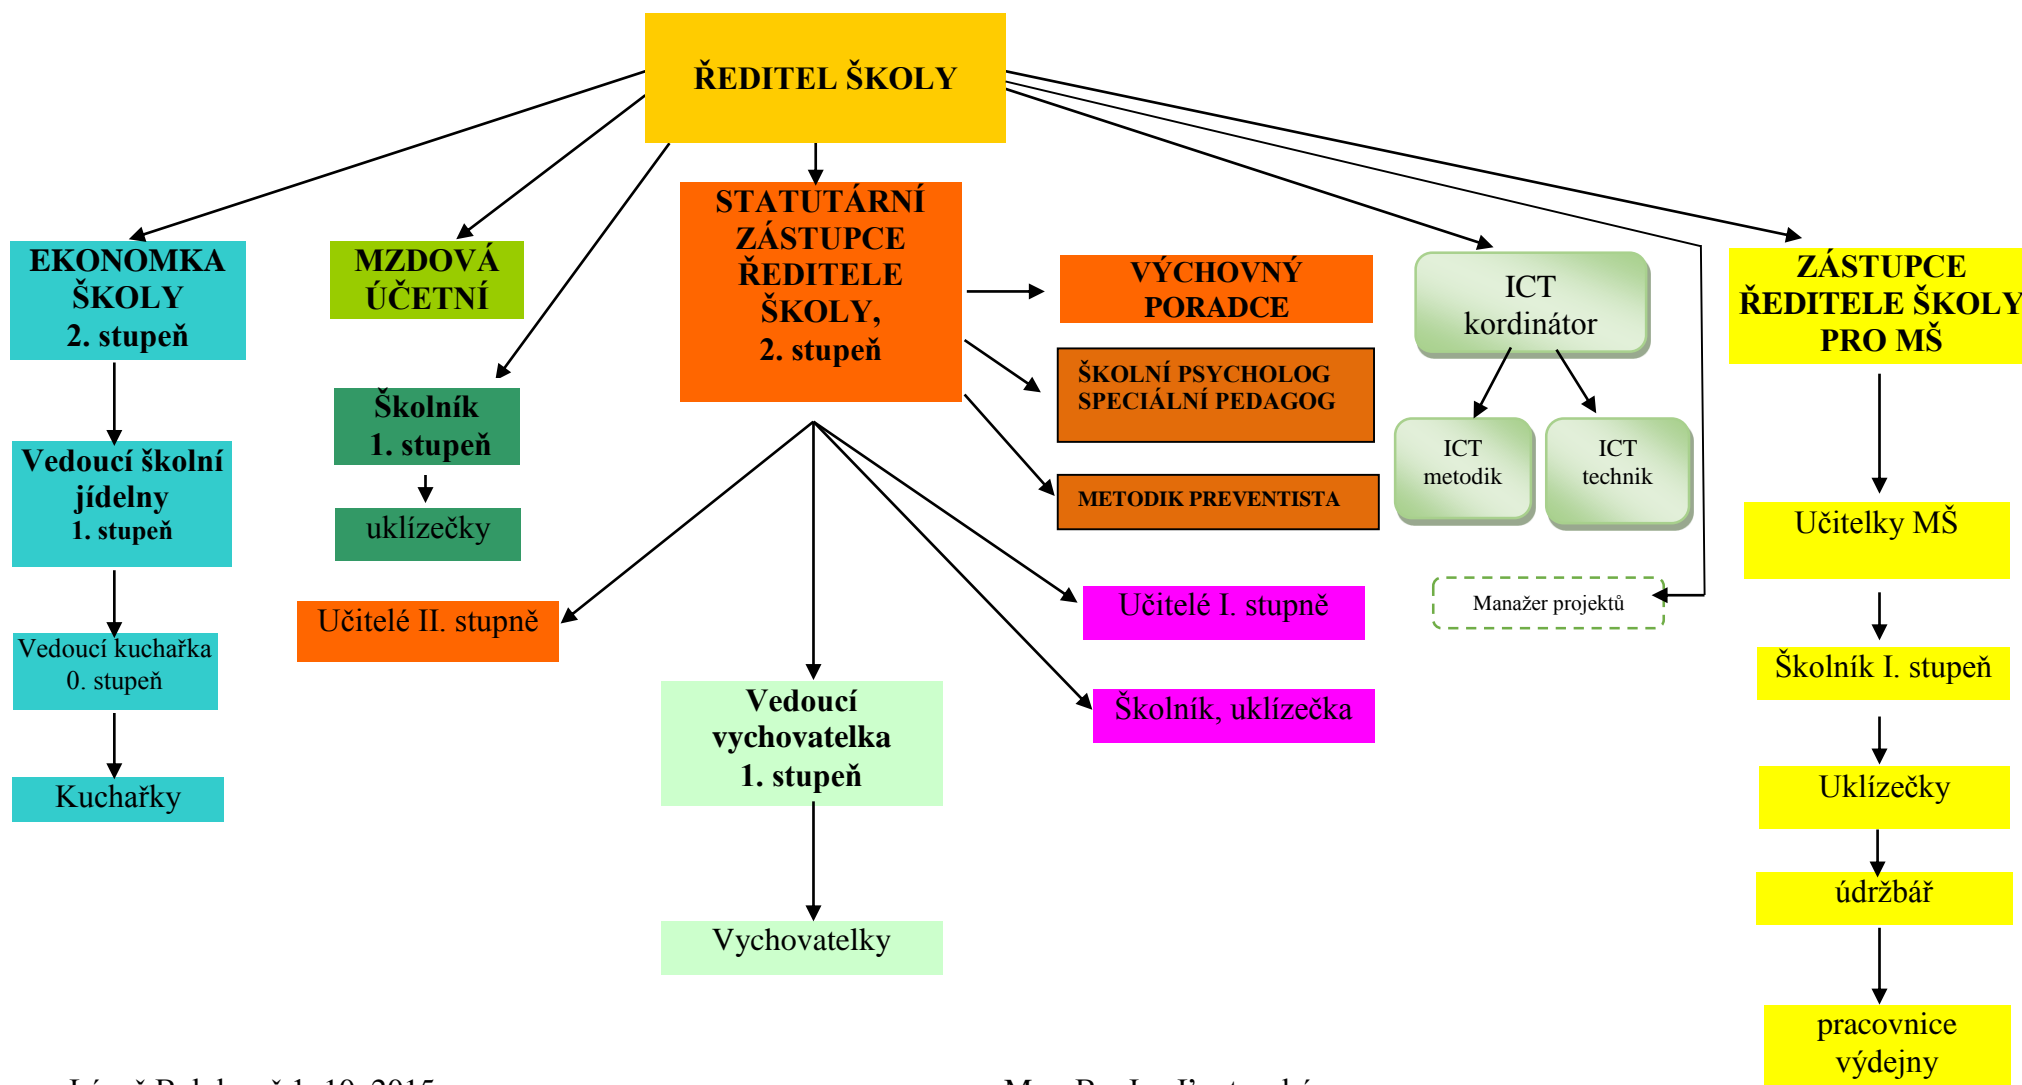 ŘEDITEL ŠKOLY
EKONOMKA
ŠKOLY
2. stupeň
MZDOVÁ
ÚČETNÍ
STATUTÁRNÍ
ZÁSTUPCE
ŘEDITELE
ŠKOLY,
2. stupeň
VÝCHOVNÝ
PORADCE
ICT
kordinátor
ZÁSTUPCE
ŘEDITELE ŠKOLY
PRO MŠ
ŠKOLNÍ PSYCHOLOG
SPECIÁLNÍ PEDAGOG
Školník
1. stupeň
Vedoucí školní
jídelny
1. stupeň
ICT
metodik
ICT
technik
METODIK PREVENTISTA
uklízečky
Učitelky MŠ
Učitelé II. stupně
Učitelé I. stupně
Manažer projektů
Vedoucí kuchařka
0. stupeň
Školník I. stupeň
Vedoucí
vychovatelka
1. stupeň
Školník, uklízečka
Kuchařky
Uklízečky
údržbář
Vychovatelky
pracovnice
výdejny